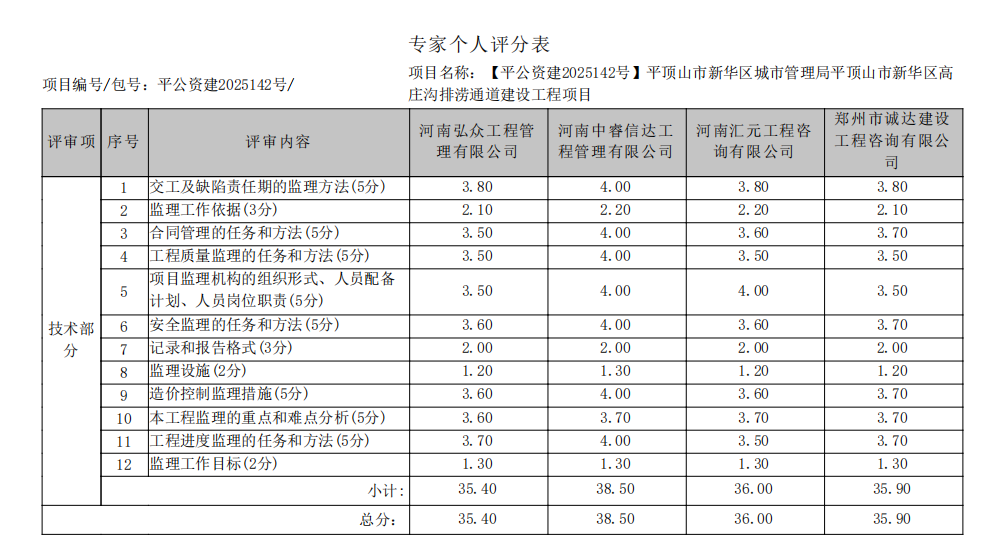 专家个人评分表
项目编号/包号：平公资建2025142号/
项目名称：【平公资建2025142号】平顶山市新华区城市管理局平顶山市新华区高
庄沟排涝通道建设工程项目
评审项 序号 评审内容 河南弘众工程管理有限公司 河南中睿信达工程管理有限公司 河南汇元工程咨询有限公司 郑州市诚达建设工程咨询有限公司
技术部分
1 交工及缺陷责任期的监理方法(5分) 3.80 4.00 3.80 3.80
2 监理工作依据(3分) 2.10 2.20 2.20 2.10
3 合同管理的任务和方法(5分) 3.50 4.00 3.60 3.70
4 工程质量监理的任务和方法(5分) 3.50 4.00 3.50 3.50
5 项目监理机构的组织形式、人员配备计划、人员岗位职责(5分) 3.50 4.00 4.00 3.50
6 安全监理的任务和方法(5分) 3.60 4.00 3.60 3.70
7 记录和报告格式(3分) 2.00 2.00 2.00 2.00
8 监理设施(2分) 1.20 1.30 1.20 1.20
9 造价控制监理措施(5分) 3.60 4.00 3.60 3.70
10 本工程监理的重点和难点分析(5分) 3.60 3.70 3.70 3.70
11 工程进度监理的任务和方法(5分) 3.70 4.00 3.50 3.70
12 监理工作目标(2分) 1.30 1.30 1.30 1.30
小计: 35.40 38.50 36.00 35.90
总分： 35.40 38.50 36.00 35.90